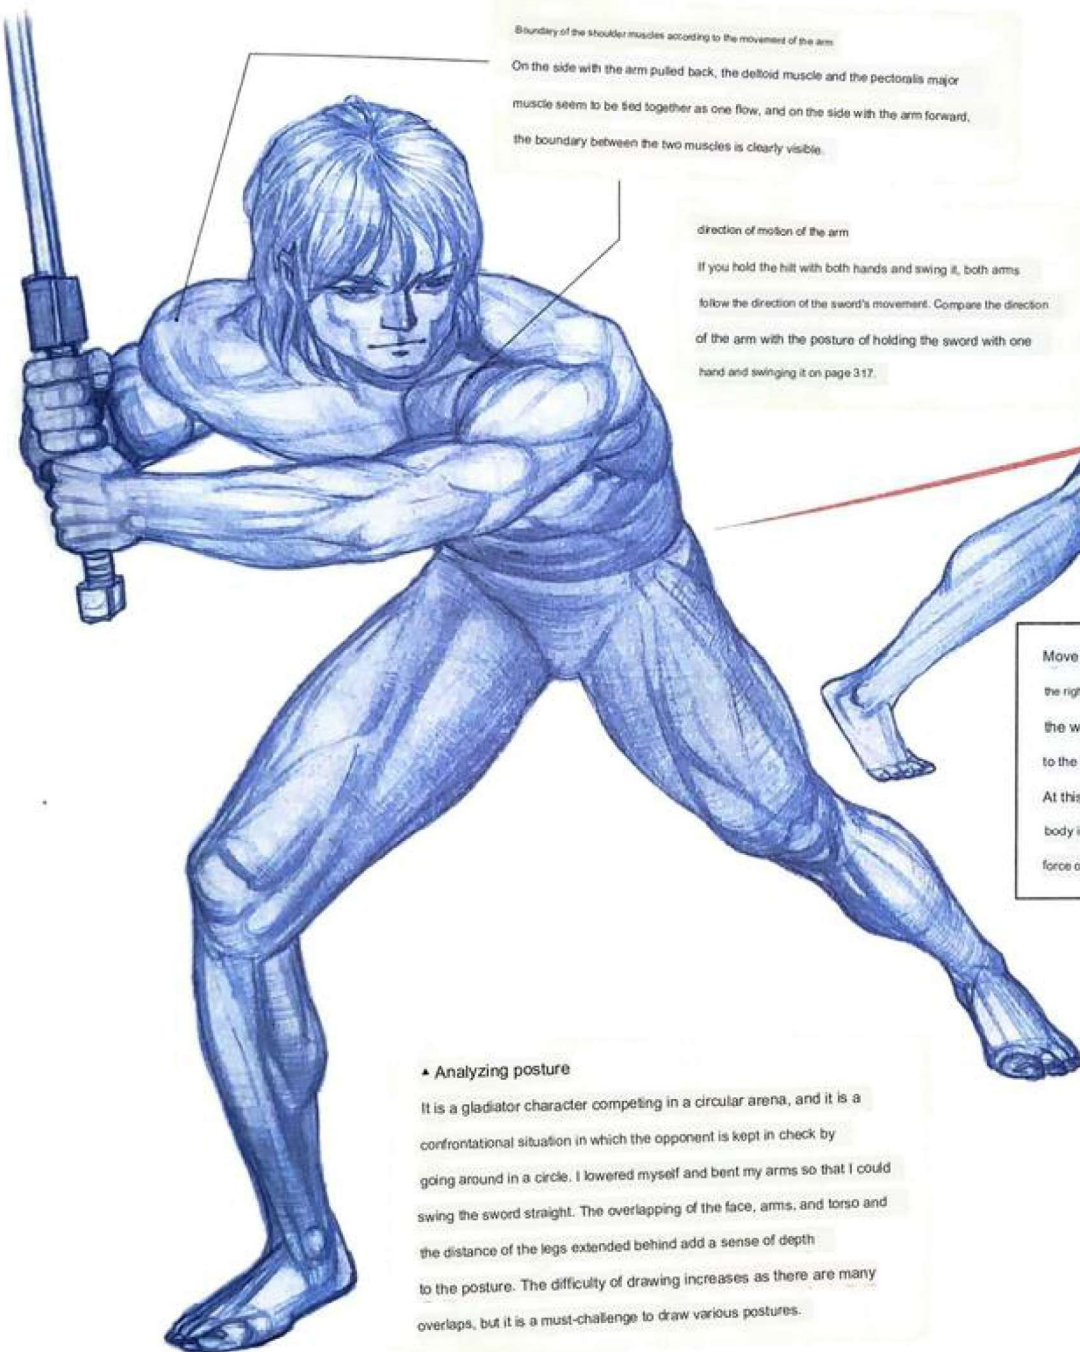 Boundary of the shoulder muscles according to the movement of the arm
On the side with the arm pulled back, the deltoid muscle and the pectoralis major
muscle seem to be tied together as one flow, and on the side with the arm forward,
the boundary between the two muscles is clearly visible.
direction of motion of the arm
If you hold the hilt with both hands and swing it, both arms
follow the direction of the sword's movement. Compare the direction
of the arm with the posture of holding the sword with one
hand and swinging it on page 317.
Move
the righ
the w
to the
At this
body i
force o
▲ Analyzing posture
It is a gladiator character competing in a circular arena, and it is a
confrontational situation in which the opponent is kept in check by
going around in a circle. I lowered myself and bent my arms so that I could
swing the sword straight. The overlapping of the face, arms, and torso and
the distance of the legs extended behind add a sense of depth
to the posture. The difficulty of drawing increases as there are many
overlaps, but it is a must-challenge to draw various postures.